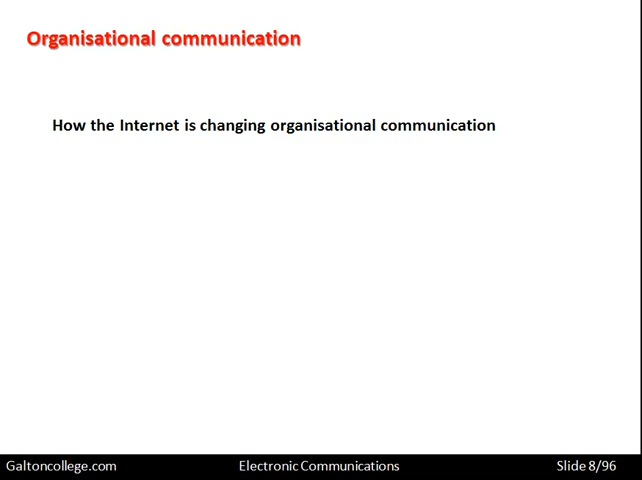 Organisational communication
How the Internet is changing organisational communication
Galtoncollege.com Electronic Communications Slide 8/96